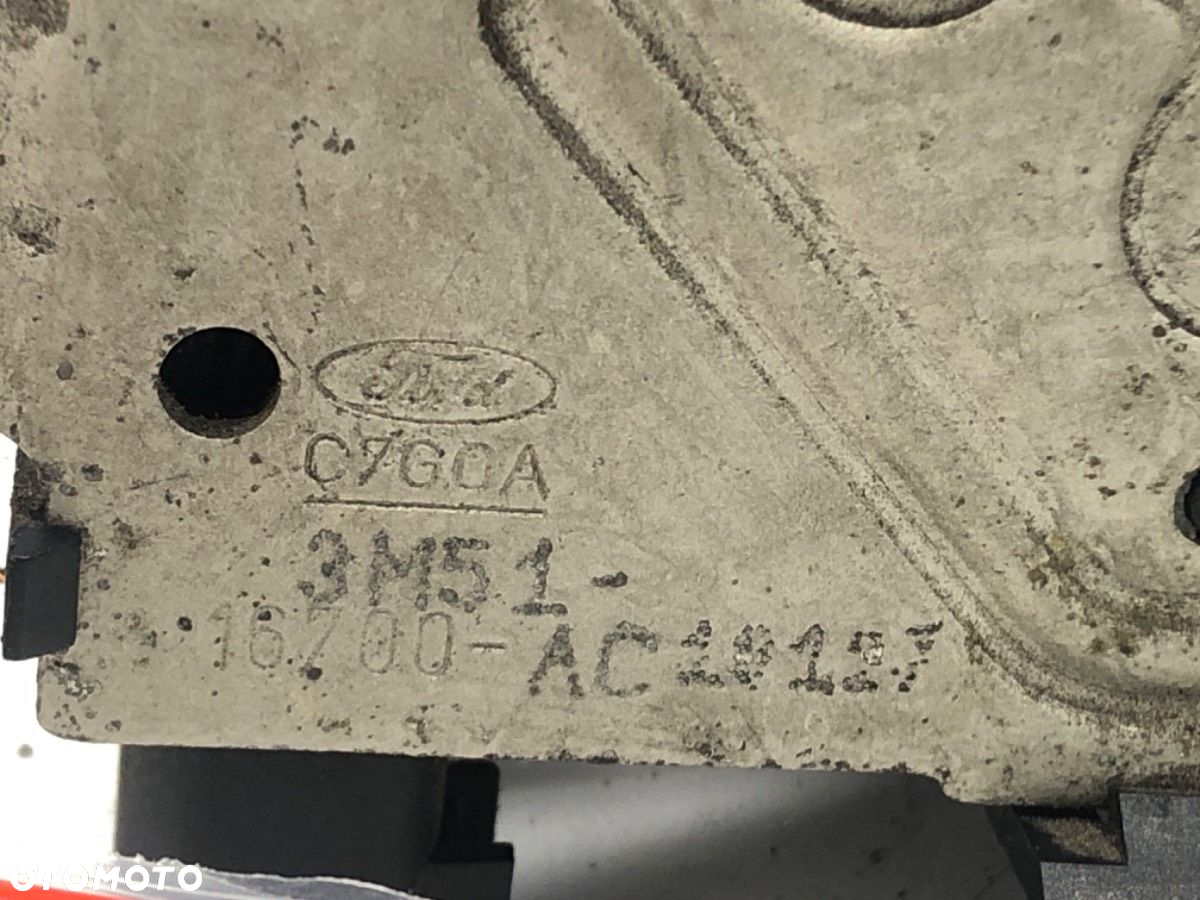 Ford
C7G0A
3M51-
16700-AC
OTOMOTO